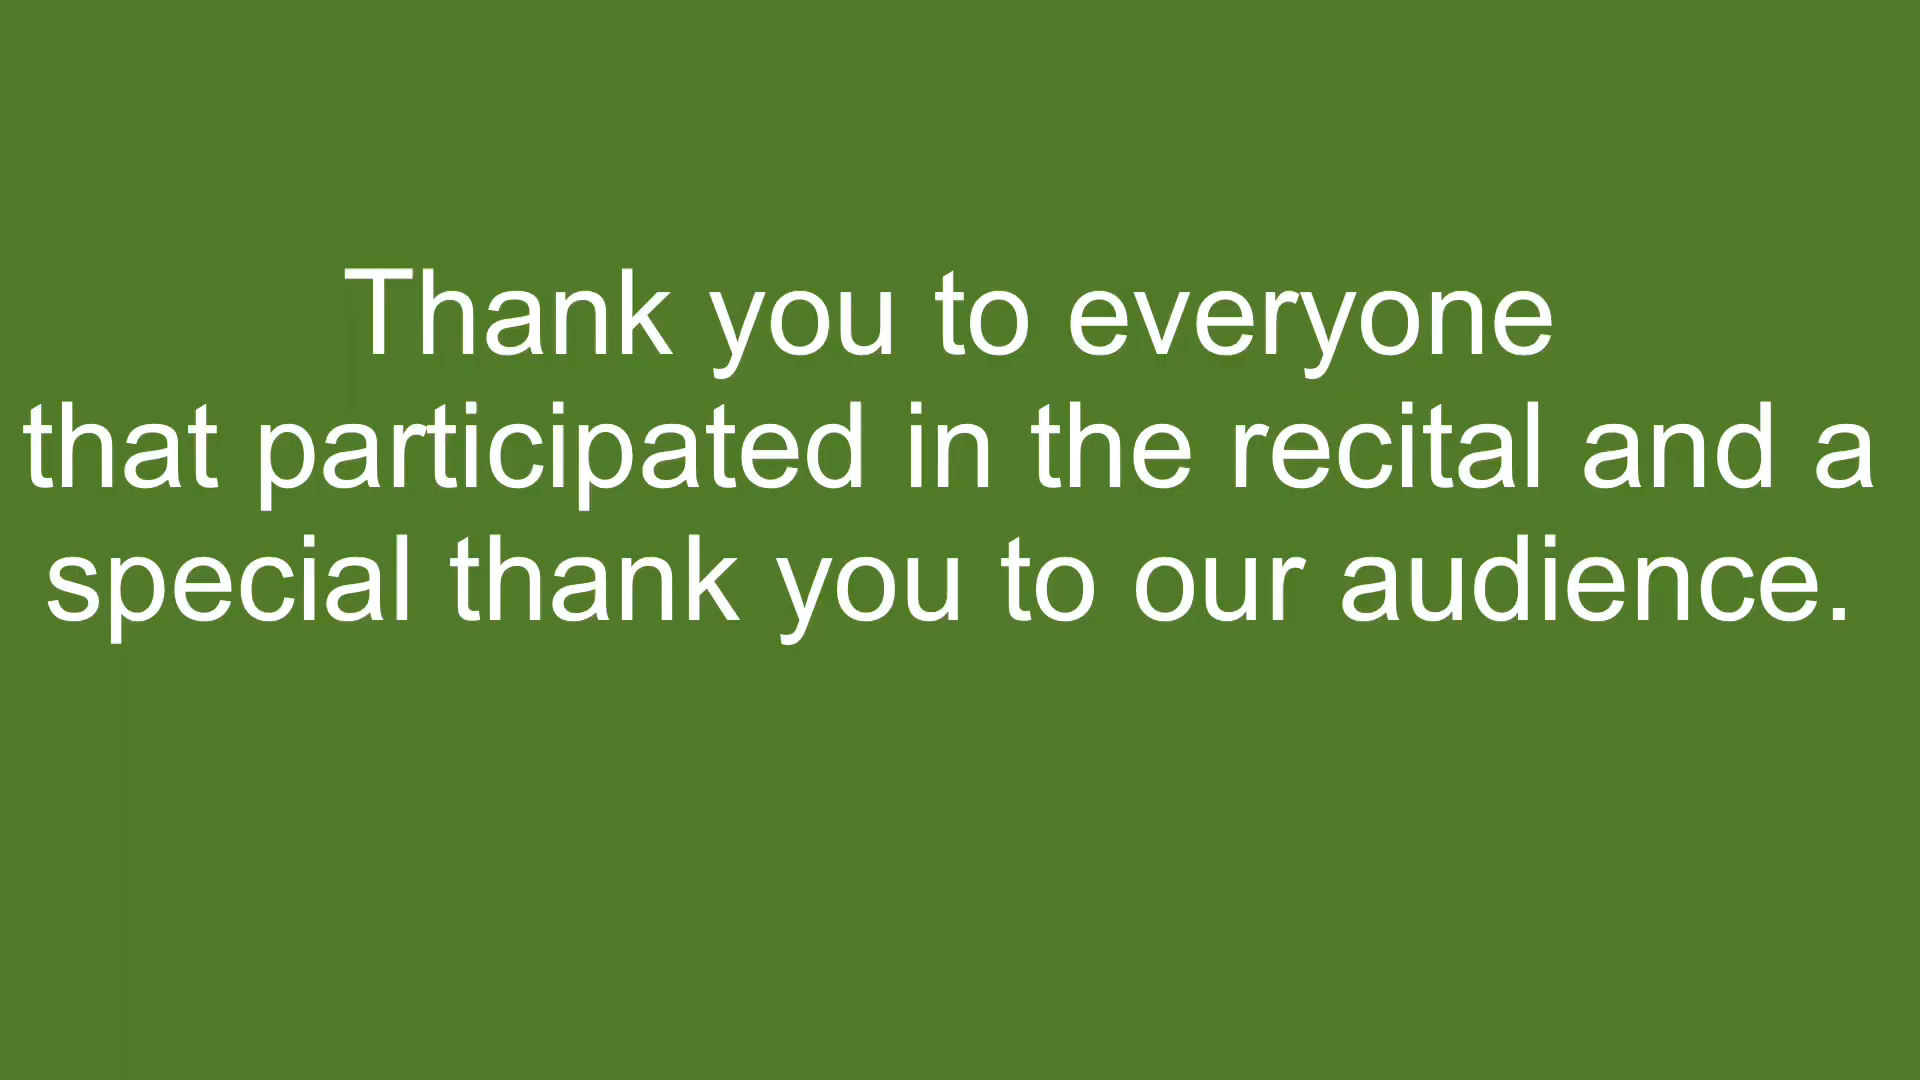 Thank you to everyone
that participated in the recital and a
special thank you to our audience.